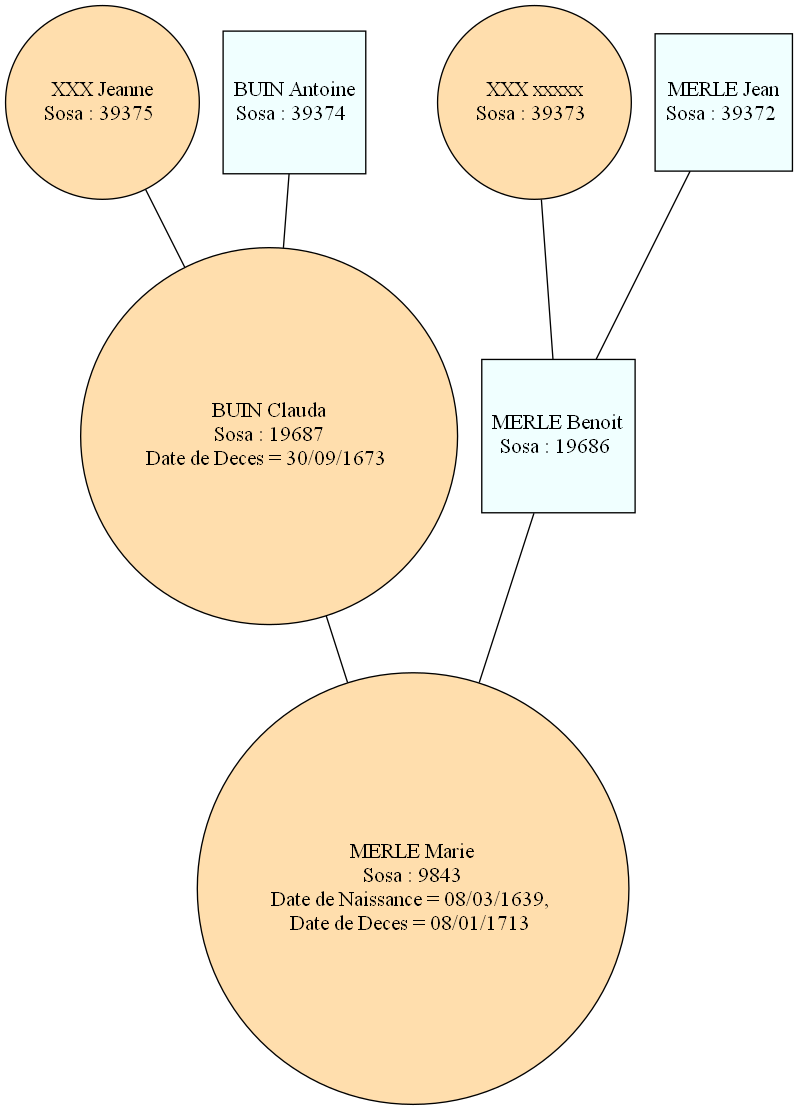 XXX Jeanne
Sosa : 39375
BUIN Antoine
Sosa : 39374
XXX xxxxx
Sosa : 39373
MERLE Jean
Sosa : 39372
BUIN Clauda
Sosa : 19687
Date de Deces = 30/09/1673
MERLE Benoit
Sosa : 19686
MERLE Marie
Sosa : 9843
Date de Naissance = 08/03/1639,
Date de Deces = 08/01/1713